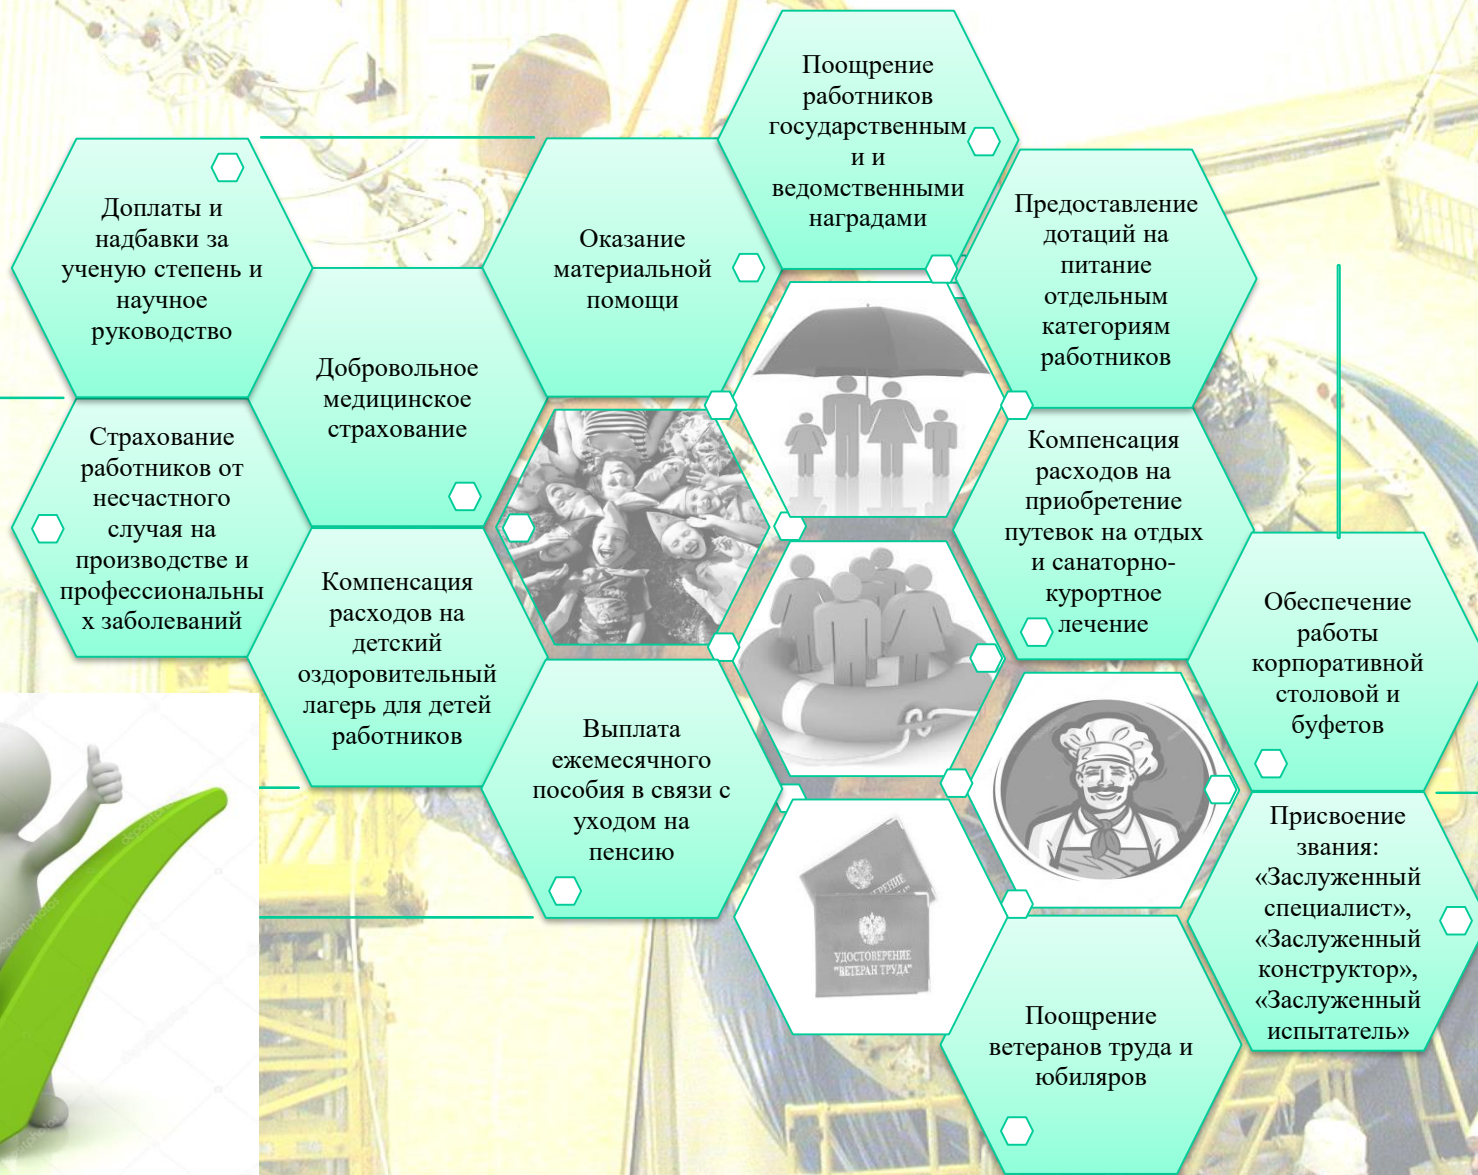 Поощрение
работников
государственным
и и
ведомственными
наградами
Доплаты и
надбавки за
ученую степень и
научное
руководство
Оказание
материальной
помощи
Предоставление
дотаций на
питание
отдельным
категориям
работников
Добровольное
медицинское
страхование
Страхование
работников от
несчастного
случая на
производстве и
профессиональны
х заболеваний
Компенсация
расходов на
приобретение
путевок на отдых
и санаторно-
курортное
лечение
Компенсация
расходов на
детский
оздоровительный
лагерь для детей
работников
Обеспечение
работы
корпоративной
столовой и
буфетов
Выплата
ежемесячного
пособия в связи с
уходом на
пенсию
Присвоение
звания:
«Заслуженный
специалист»,
«Заслуженный
конструктор»,
«Заслуженный
испытатель»
УДОСТОВЕРЕНИЕ
"ВЕТЕРАН ТРУДА"
Поощрение
ветеранов труда и
юбиляров